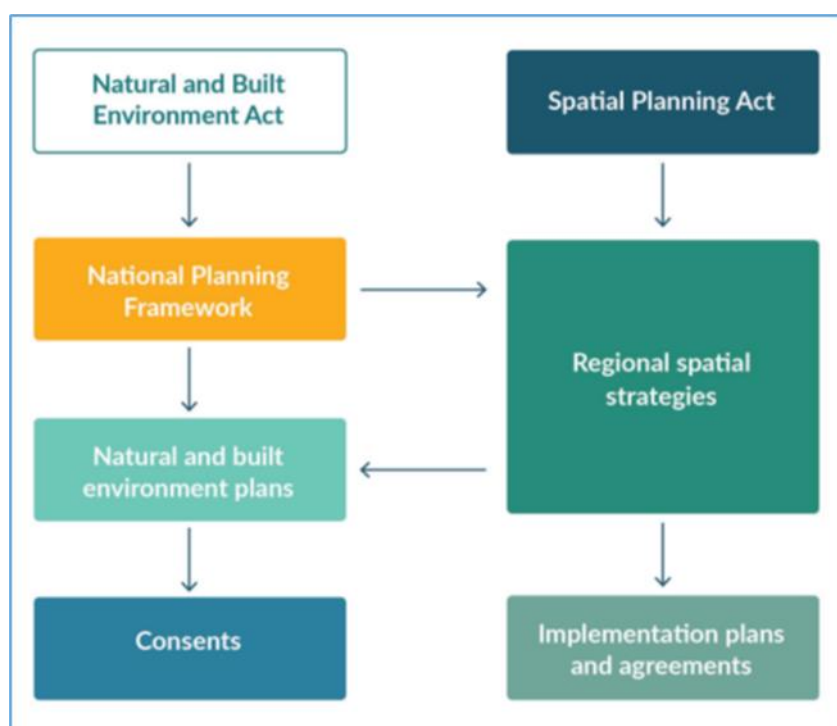 Natural and Built
Environment Act
Spatial Planning Act
National Planning
Framework
Regional spatial
strategies
Natural and built
environment plans
Consents
Implementation plans
and agreements